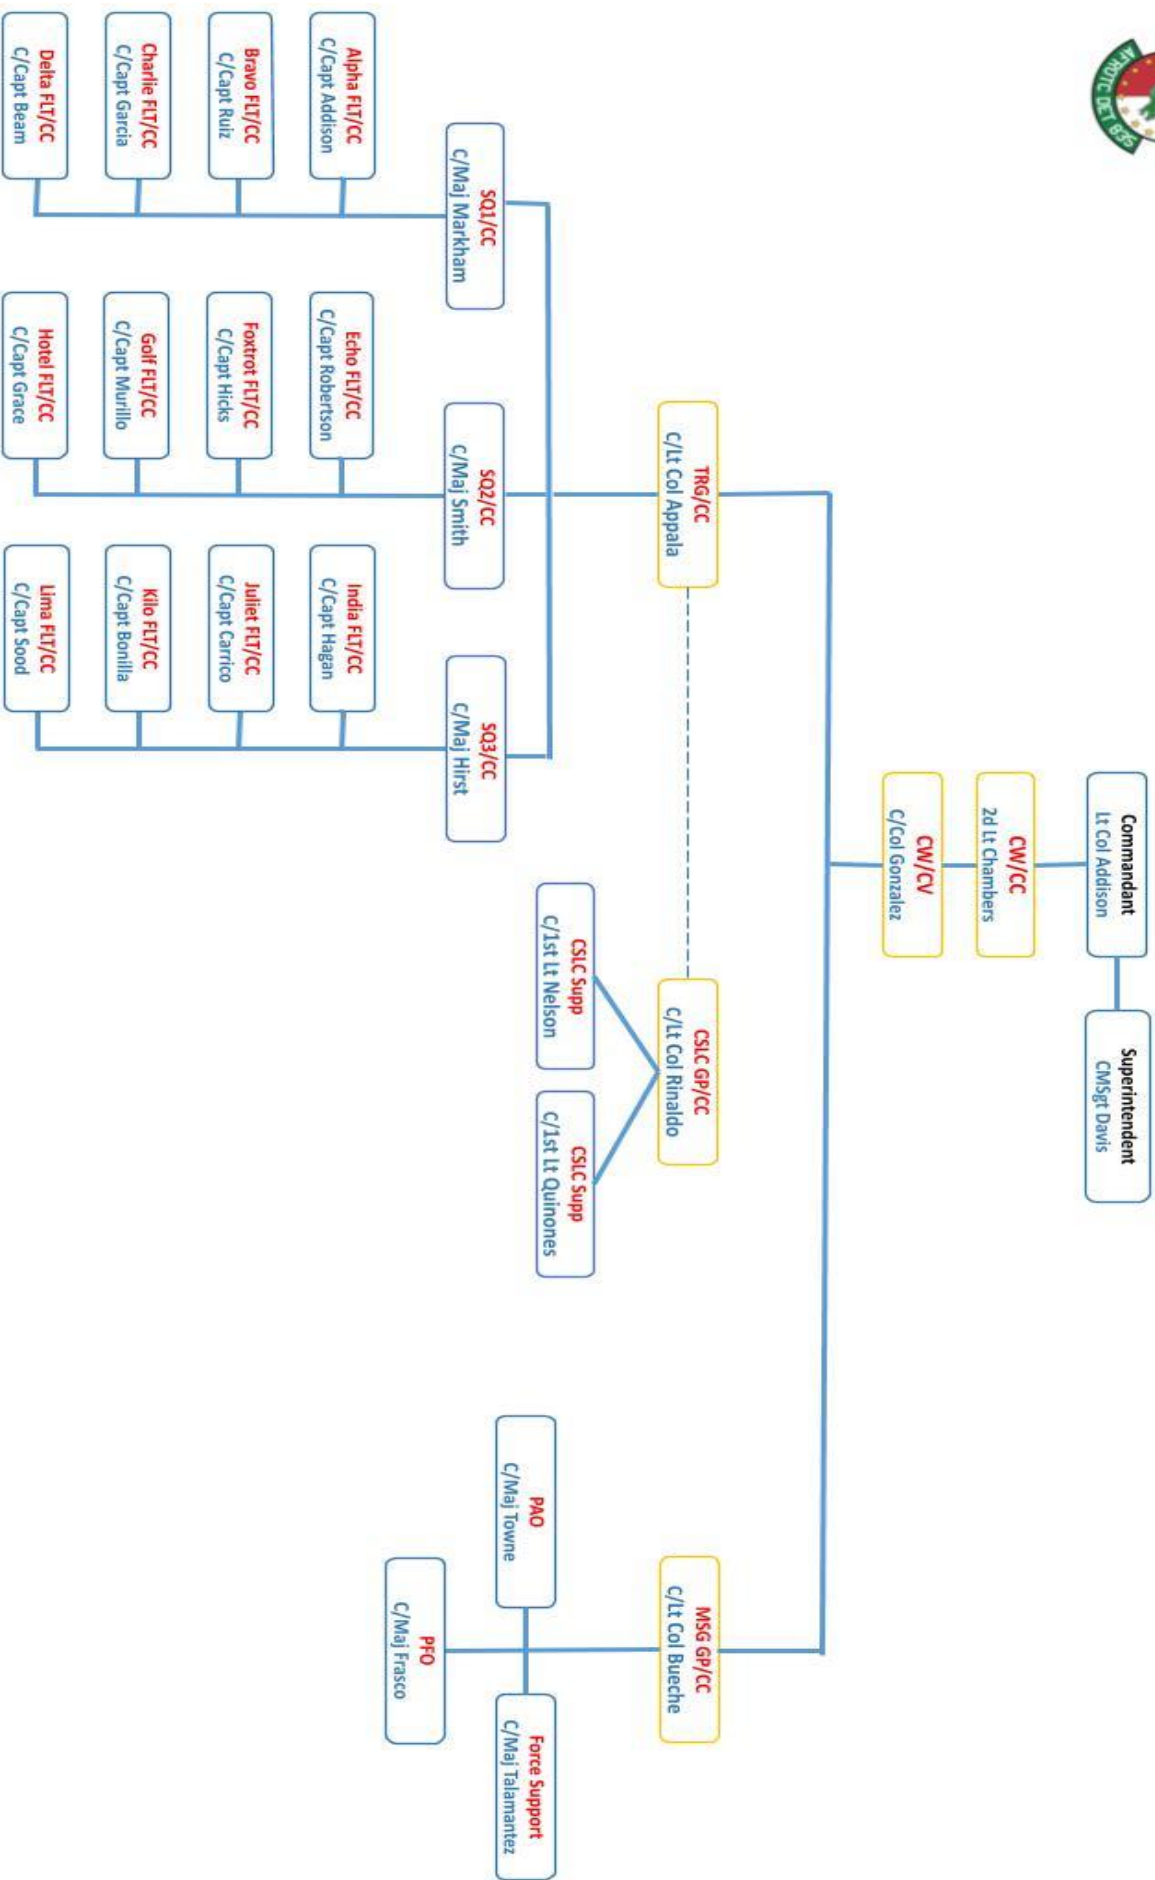 AFROTC DET 835
Commandant
Lt Col Addison
Superintendent
CMSgt Davis
CW/CC
2d Lt Chambers
CW/CV
C/Col Gonzalez
TRG/CC
C/Lt Col Appala
CSLC GP/CC
C/Lt Col Rinaldo
MSG GP/CC
C/Lt Col Bueche
CSLC Supp
C/1st Lt Nelson
CSLC Supp
C/1st Lt Quinones
PAO
C/Maj Towne
Force Support
C/Maj Talamantez
PFO
C/Maj Frasco
SQ1/CC
C/Maj Markham
SQ2/CC
C/Maj Smith
SQ3/CC
C/Maj Hirst
Alpha FLT/CC
C/Capt Addison
Echo FLT/CC
C/Capt Robertson
India FLT/CC
C/Capt Hagan
Bravo FLT/CC
C/Capt Ruiz
Foxtrot FLT/CC
C/Capt Hicks
Juliet FLT/CC
C/Capt Carrico
Charlie FLT/CC
C/Capt Garcia
Golf FLT/CC
C/Capt Murillo
Kilo FLT/CC
C/Capt Bonilla
Delta FLT/CC
C/Capt Beam
Hotel FLT/CC
C/Capt Grace
Lima FLT/CC
C/Capt Sood